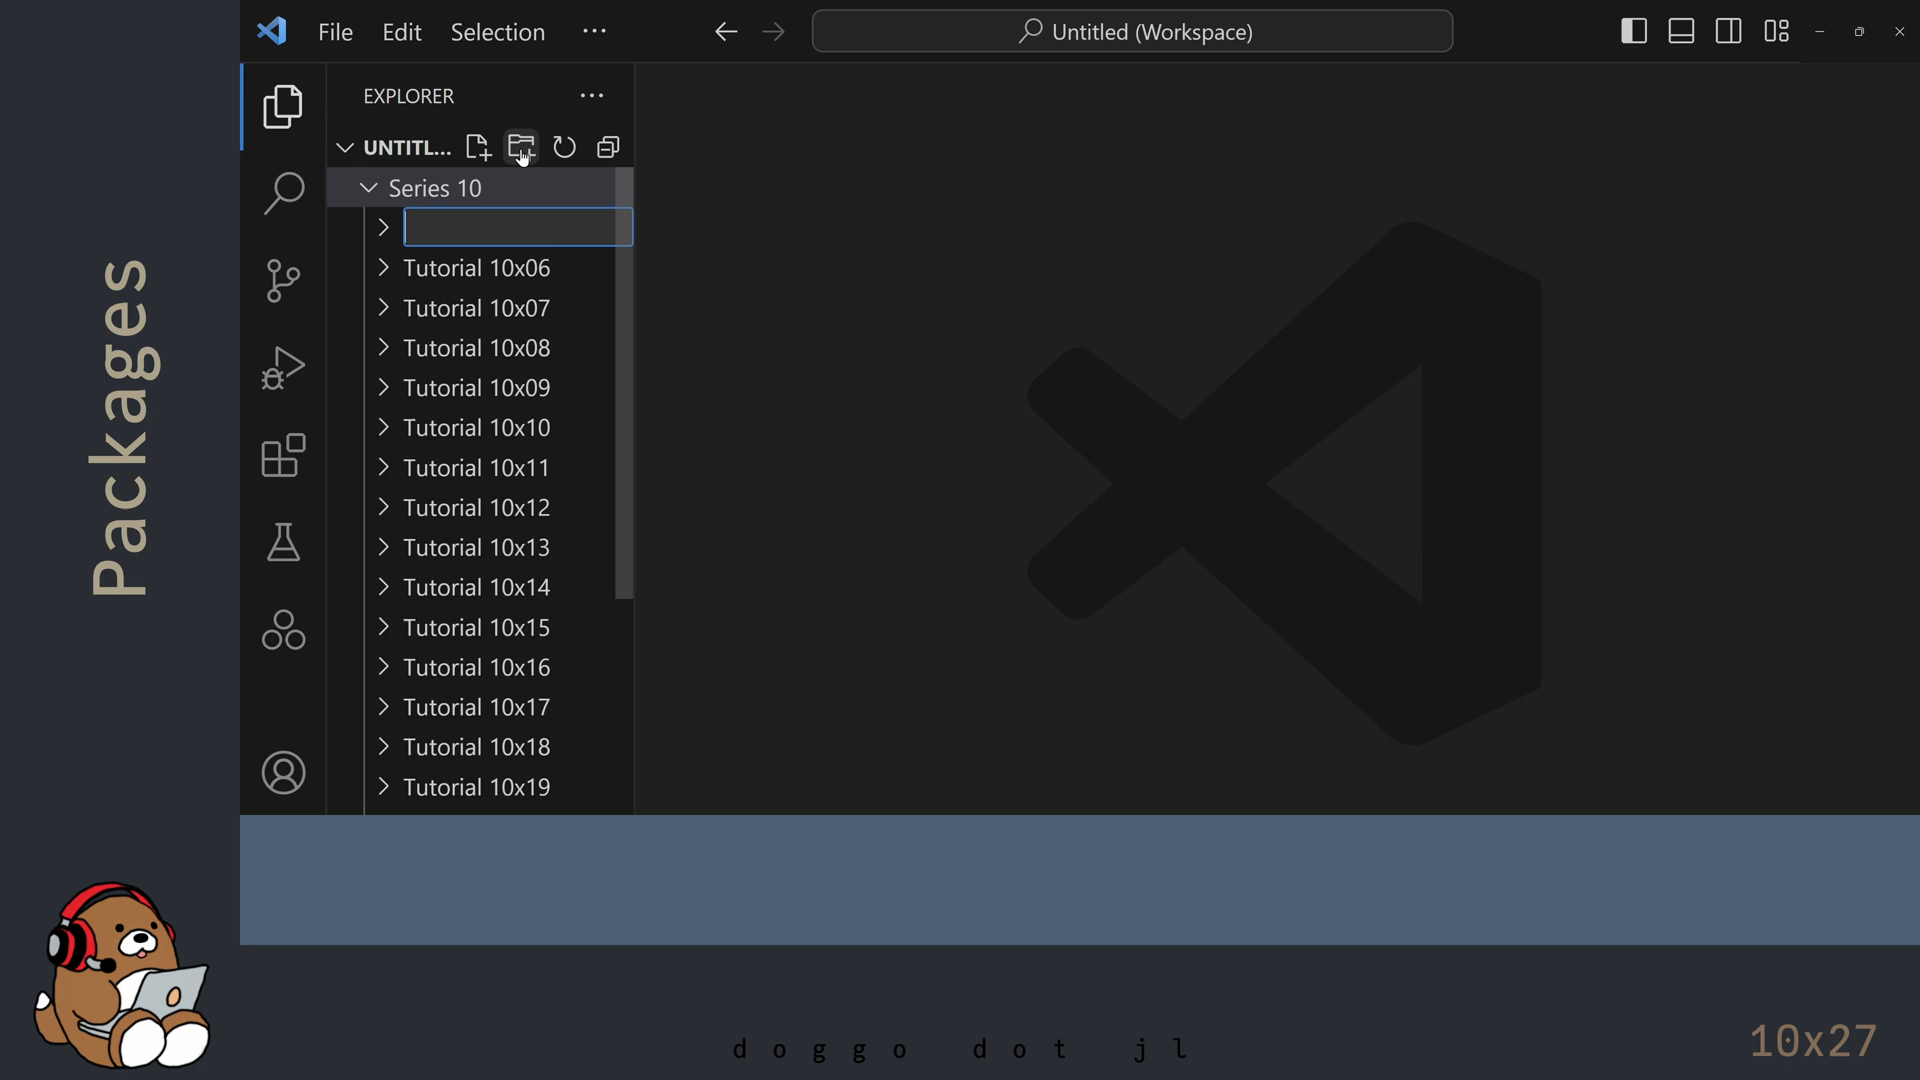 File Edit Selection ···
Untitled (Workspace)
Packages
EXPLORER ···
UNTITL...
Series 10
Tutorial 10x06
Tutorial 10x07
Tutorial 10x08
Tutorial 10x09
Tutorial 10x10
Tutorial 10x11
Tutorial 10x12
Tutorial 10x13
Tutorial 10x14
Tutorial 10x15
Tutorial 10x16
Tutorial 10x17
Tutorial 10x18
Tutorial 10x19
doggo dot jl
10x27